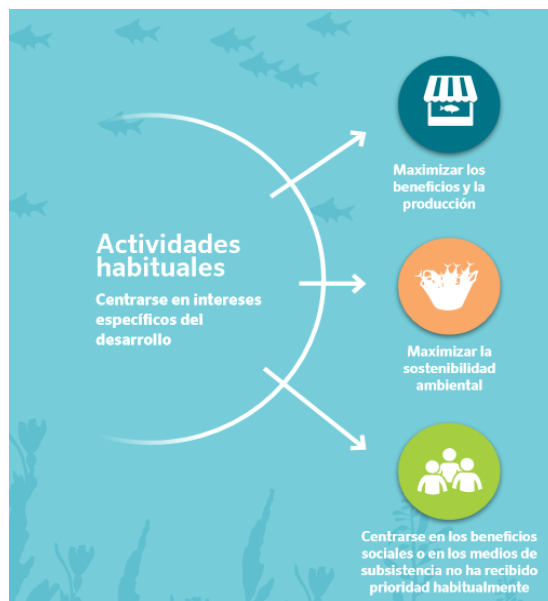 Maximizar los
beneficios y la
producción
Actividades
habituales
Centrarse en intereses
específicos del
desarrollo
Maximizar la
sostenibilidad
ambiental
Centrarse en los beneficios
sociales o en los medios de
subsistencia no ha recibido
prioridad habitualmente